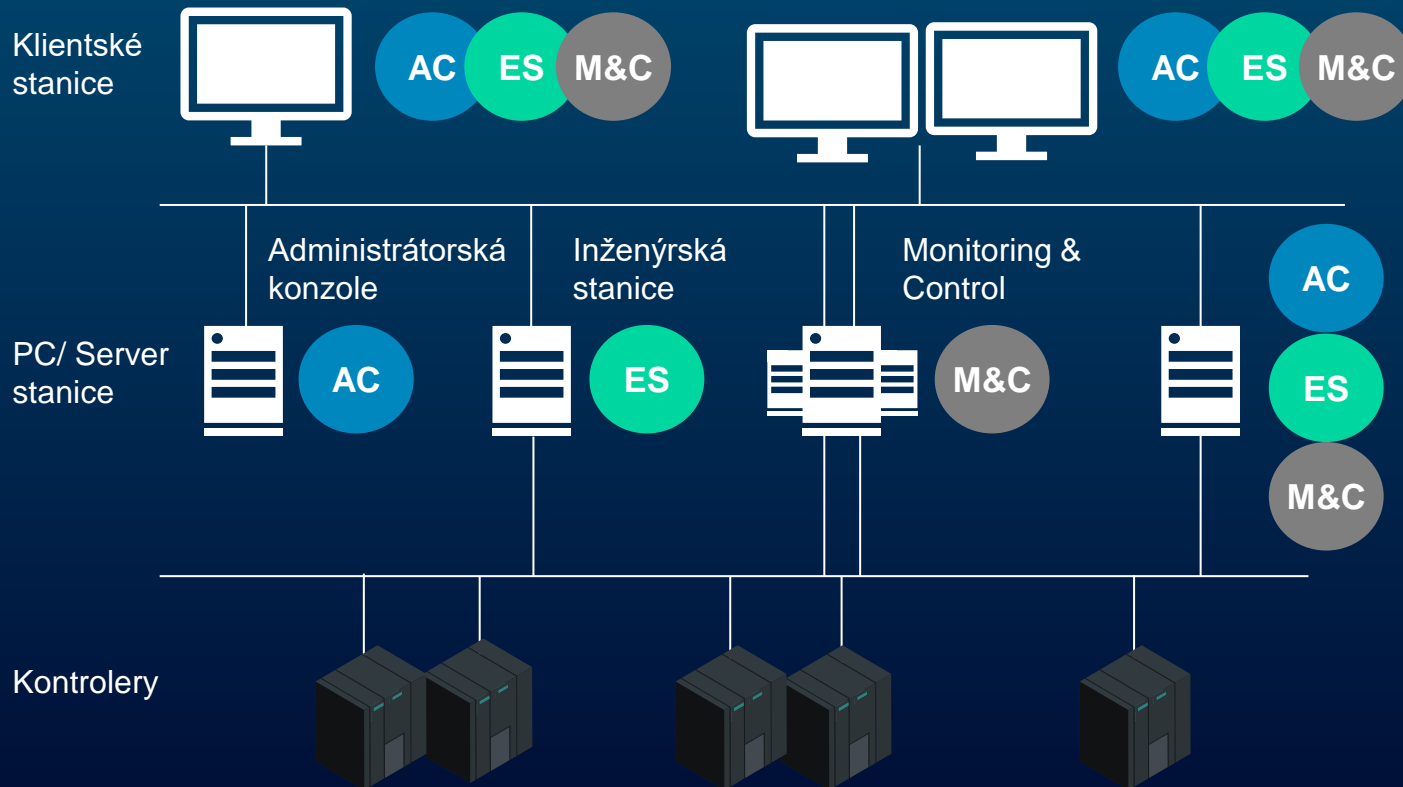 Klientské
stanice
AC
ES
M&C
AC
ES
M&C
Administrátorská
konzole
Inženýrská
stanice
Monitoring &
Control
PC/ Server
stanice
AC
ES
M&C
AC
ES
M&C
Kontrolery